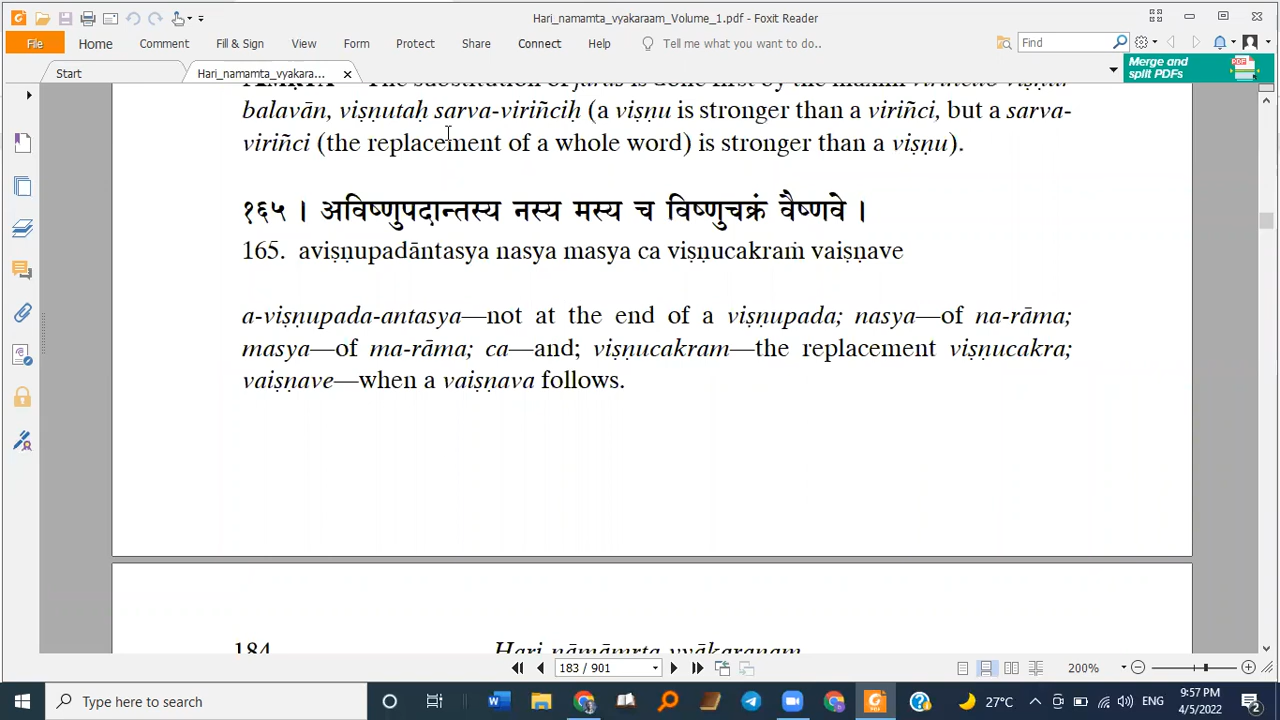 Hari_namamta_vyakaraam_Volume_1.pdf - Foxit Reader
File Home Comment Fill & Sign View Form Protect Share Connect Help Tell me what you want to do.. Find
Start Hari_namamta_vyakara... Merge and
split PDFs
balavān, viṣṇutaḥ sarva-viriñciḥ (a viṣṇu is stronger than a viriñci, but a sarva-
viriñci (the replacement of a whole word) is stronger than a viṣṇu).
१६५ । अविष्णुपदान्तस्य नस्य मस्य च विष्णुचक्रं वैष्णवे ।
165. aviṣṇupadāntasya nasya masya ca viṣṇucakraṁ vaiṣṇave
a-viṣṇupada-antasya—not at the end of a viṣṇupada; nasya—of na-rāma;
masya—of ma-rāma; ca—and; viṣṇucakram—the replacement viṣṇucakra;
vaiṣṇave—when a vaiṣṇava follows.
184 Hari nāmāmṛta vyākaraṇam
183 / 901 200%
Type here to search 27°C ENG 9:57 PM
4/5/2022 2